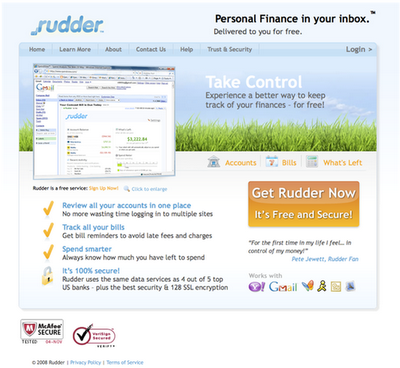 rudder™
Personal Finance in your inbox.™
Delivered to you for free.
Home | Learn More | About | Contact Us | Help | Trust & Security
Login >
Gmail
rudder
$3,222.84
Take Control
Experience a better way to keep
track of your finances - for free!
Accounts Bills What's Left
Rudder is a free service: Sign Up Now! Click to enlarge
Get Rudder Now
It's Free and Secure!
Review all your accounts in one place
No more wasting time logging in to multiple sites
Track all your bills
Get bill reminders to avoid late fees and charges
Spend smarter
Always know how much you have left to spend
It's 100% secure!
Rudder uses the same data services as 4 out of 5 top
US banks - plus the best security & 128 SSL encryption
"For the first time in my life I feel... in
control of my money!"
Pete Jewett, Rudder Fan
Works with
Y! Gmail
McAfee
SECURE
TESTED 04-NOV
VeriSign
Secured
VERIFY
© 2008 Rudder | Privacy Policy | Terms of Service